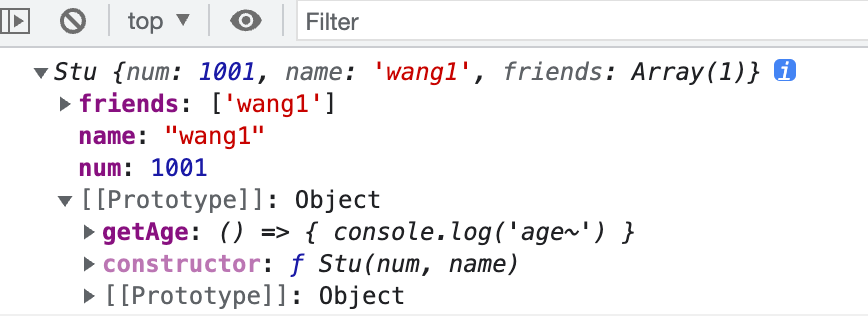 top ▼ Filter
▼Stu {num: 1001, name: 'wang1', friends: Array(1)} i
▶friends: ['wang1']
name: "wang1"
num: 1001
▼[[Prototype]]: Object
▶getAge: () => { console.log('age~') }
▶constructor: ƒ Stu(num, name)
▶[[Prototype]]: Object